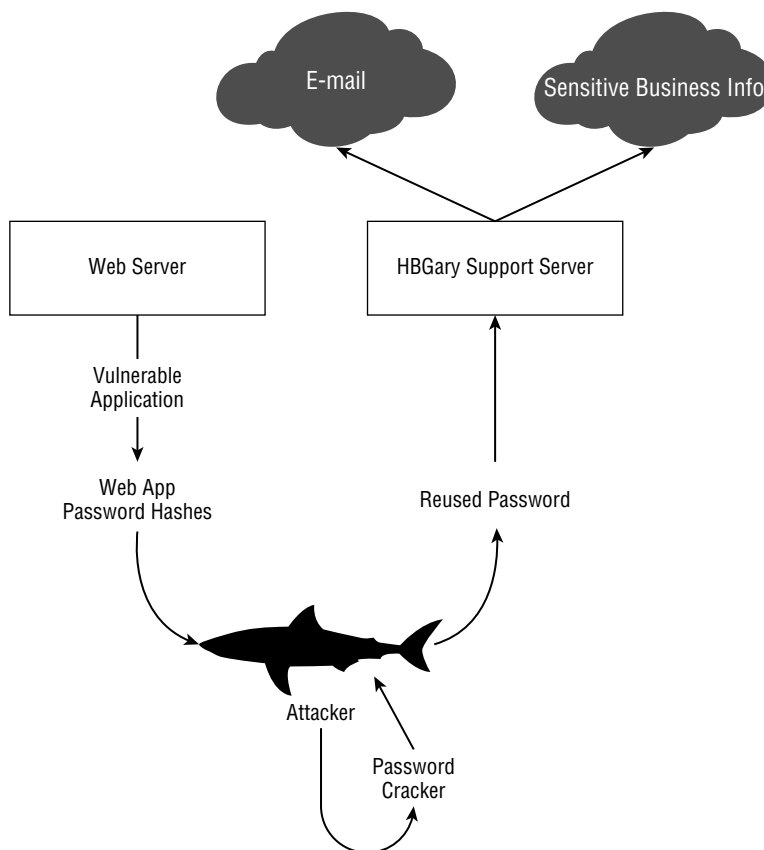 E-mail
Sensitive Business Info
Web Server
HBGary Support Server
Vulnerable
Application
Web App
Password Hashes
Reused Password
Attacker
Password
Cracker